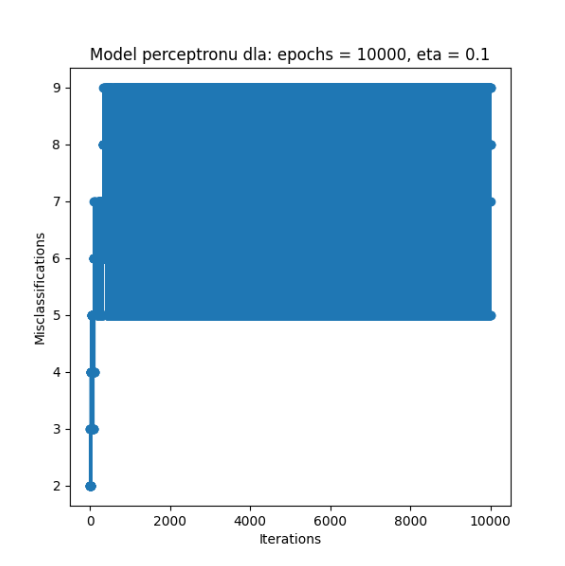 Model perceptronu dla: epochs = 10000, eta = 0.1
9
8
7
6
5
4
3
2
Misclassifications
0 2000 4000 6000 8000 10000
Iterations